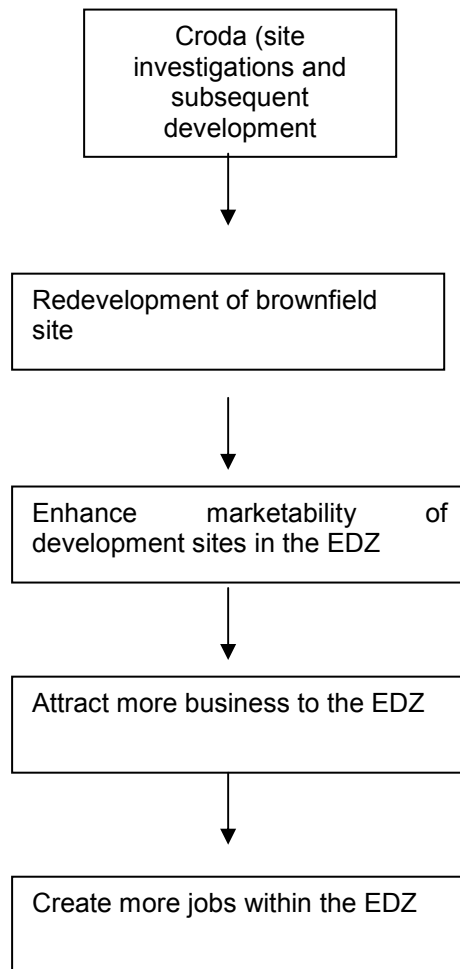 Croda (site
investigations and
subsequent
development
Redevelopment of brownfield
site
Enhance marketability of
development sites in the EDZ
Attract more business to the EDZ
Create more jobs within the EDZ